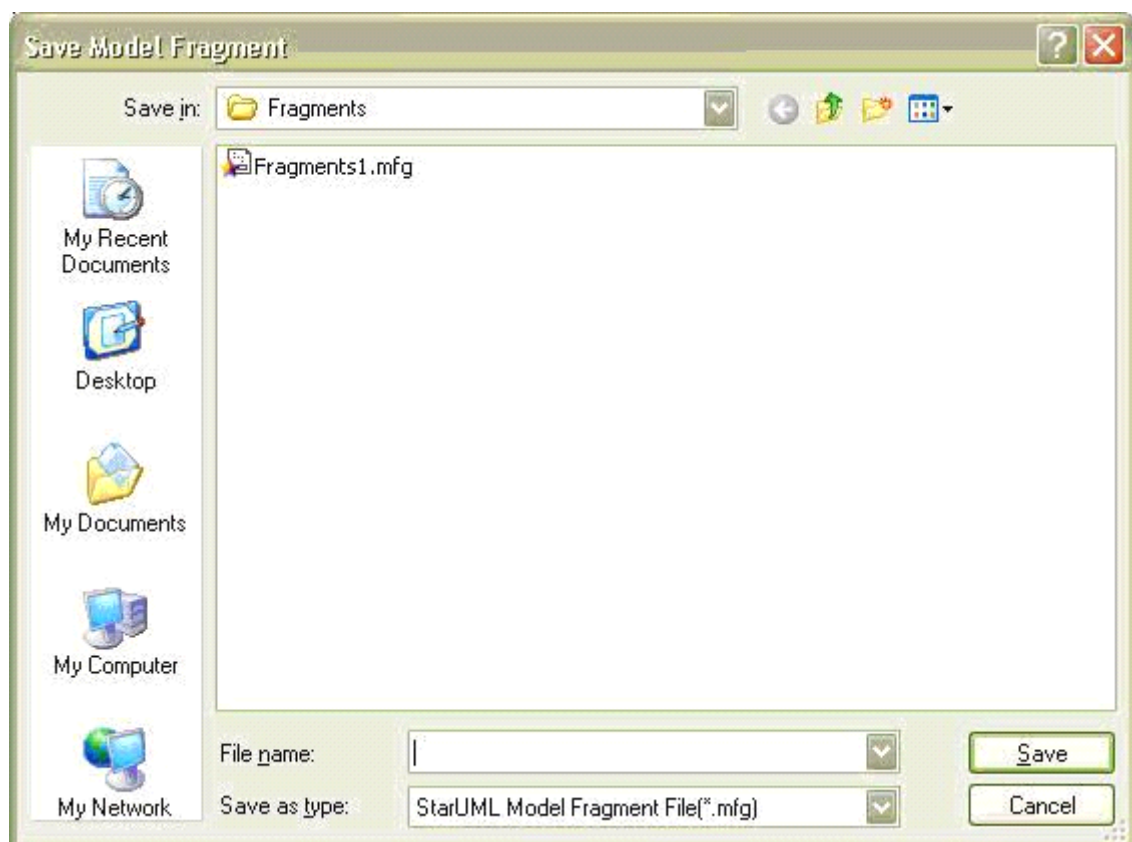 Save Model Fragment
Save in:
Fragments
Fragments1.mfg
My Recent
Documents
Desktop
My Documents
My Computer
My Network
File name:
Save
Save as type:
StarUML Model Fragment File(*.mfg)
Cancel